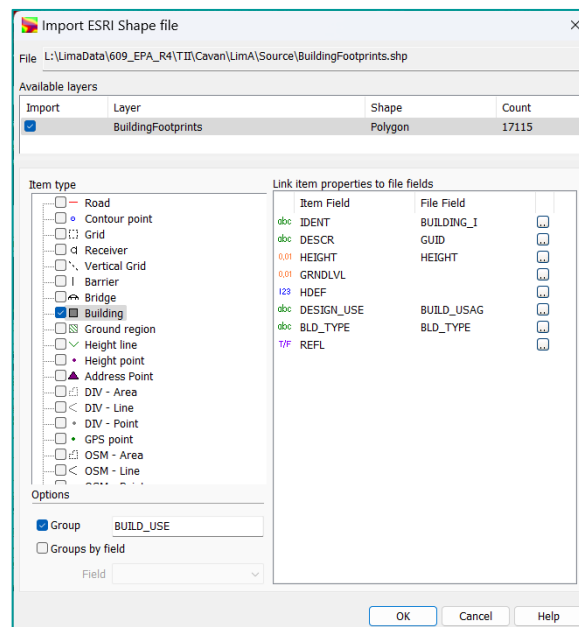 Import ESRI Shape file
File L:\LimaData\609_EPA_R4\TII\Cavan\LimA\Source\BuildingFootprints.shp
Available layers
Import Layer Shape Count
BuildingFootprints Polygon 17115
Item type
Road
Contour point
Grid
Receiver
Vertical Grid
Barrier
Bridge
Building
Ground region
Height line
Height point
Address Point
DIV - Area
DIV - Line
DIV - Point
GPS point
OSM - Area
OSM - Line
Link item properties to file fields
Item Field File Field
abc IDENT BUILDING_I ..
abc DESCR GUID ..
0,01 HEIGHT HEIGHT ..
0,01 GRNDLVL ..
123 HDEF ..
abc DESIGN_USE BUILD_USAG ..
abc BLD_TYPE BLD_TYPE ..
T/F REFL ..
Options
Group BUILD_USE
Groups by field
Field
OK Cancel Help